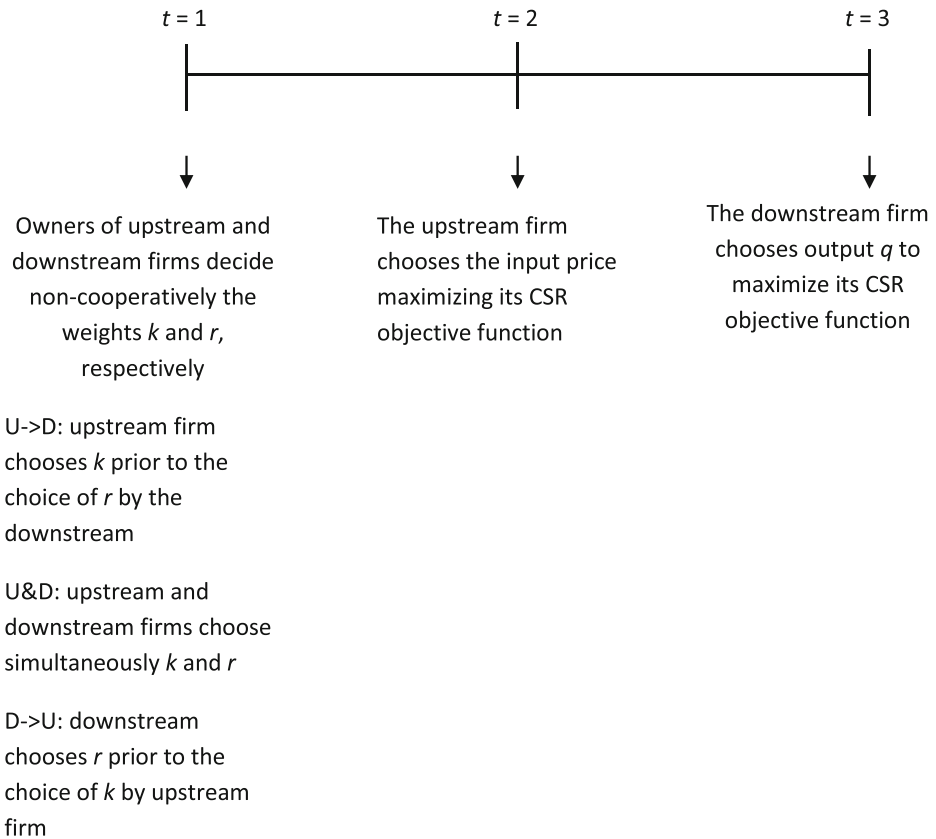 t = 1
t = 2
t = 3
Owners of upstream and
downstream firms decide
non-cooperatively the
weights k and r,
respectively
The upstream firm
chooses the input price
maximizing its CSR
objective function
The downstream firm
chooses output q to
maximize its CSR
objective function
U->D: upstream firm
chooses k prior to the
choice of r by the
downstream
U&D: upstream and
downstream firms choose
simultaneously k and r
D->U: downstream
chooses r prior to the
choice of k by upstream
firm